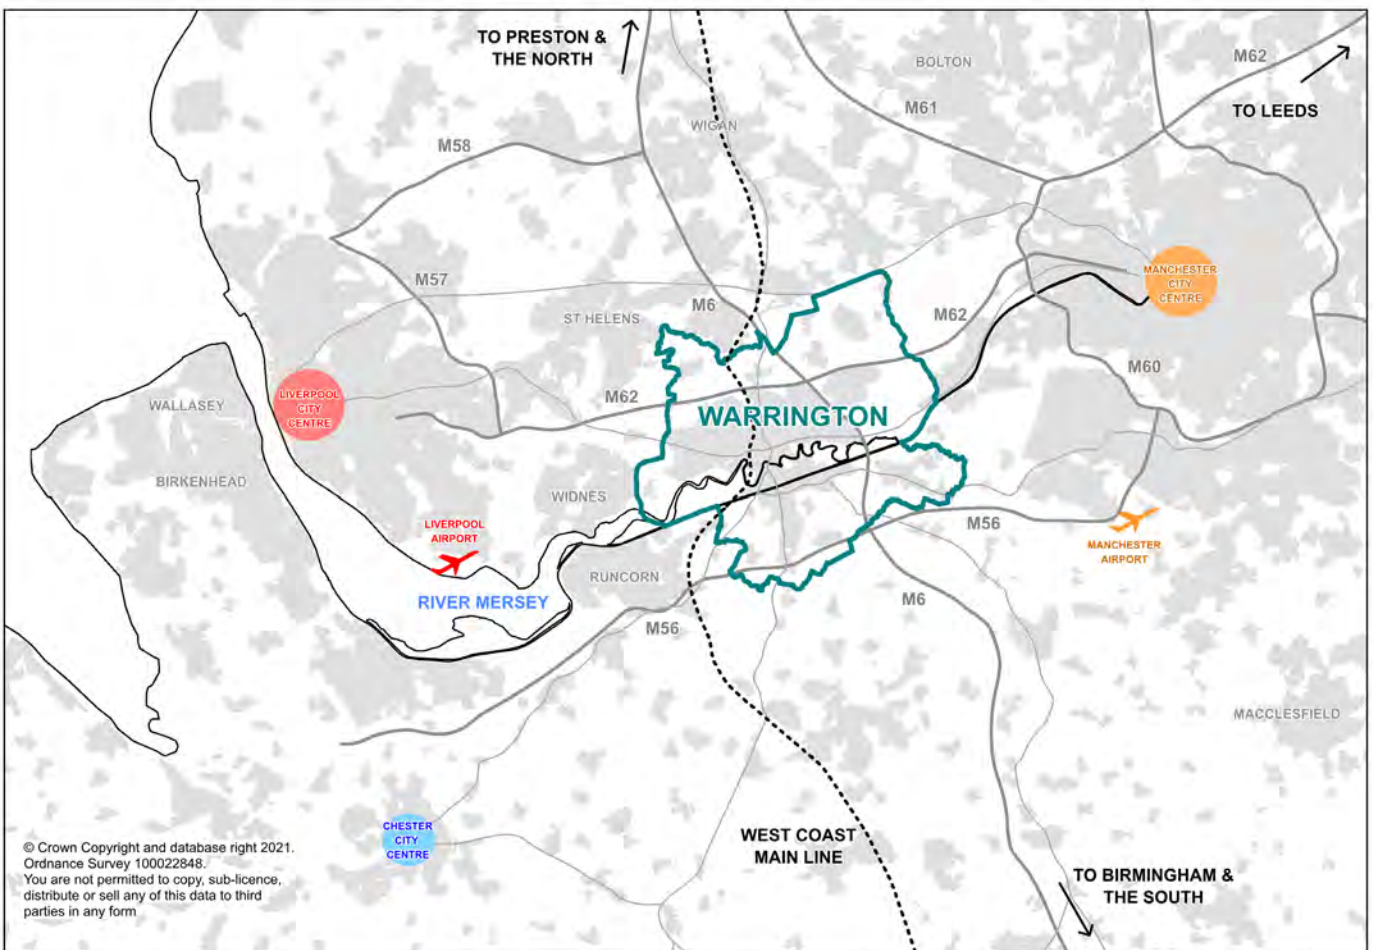 TO PRESTON &
THE NORTH
BOLTON
M62
TO LEEDS
M61
WIGAN
M58
MANCHESTER
CITY
CENTRE
M57
M6
ST HELENS
M62
M60
LIVERPOOL
CITY
CENTRE
WALLASEY
M62
WARRINGTON
BIRKENHEAD
WIDNES
LIVERPOOL
AIRPORT
M56
MANCHESTER
AIRPORT
RUNCORN
RIVER MERSEY
M6
M56
MACCLESFIELD
CHESTER
CITY
CENTRE
WEST COAST
MAIN LINE
© Crown Copyright and database right 2021.
Ordnance Survey 100022848.
You are not permitted to copy, sub-licence,
distribute or sell any of this data to third
parties in any form
TO BIRMINGHAM &
THE SOUTH